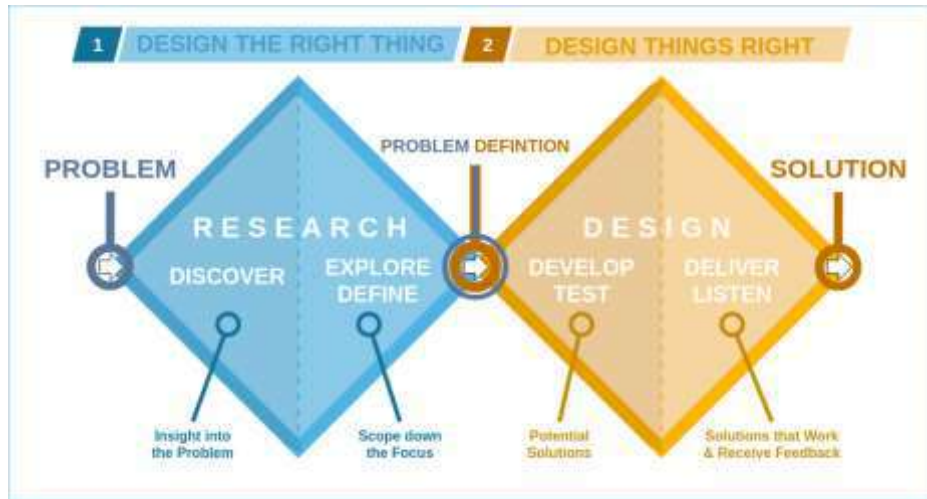 1 DESIGN THE RIGHT THING 2 DESIGN THINGS RIGHT
PROBLEM
PROBLEM DEFINTION
SOLUTION
RESEARCH
DISCOVER
EXPLORE
DEFINE
DESIGN
DEVELOP
TEST
DELIVER
LISTEN
Insight into
the Problem
Scope down
the Focus
Potential
Solutions
Solutions that Work
& Receive Feedback